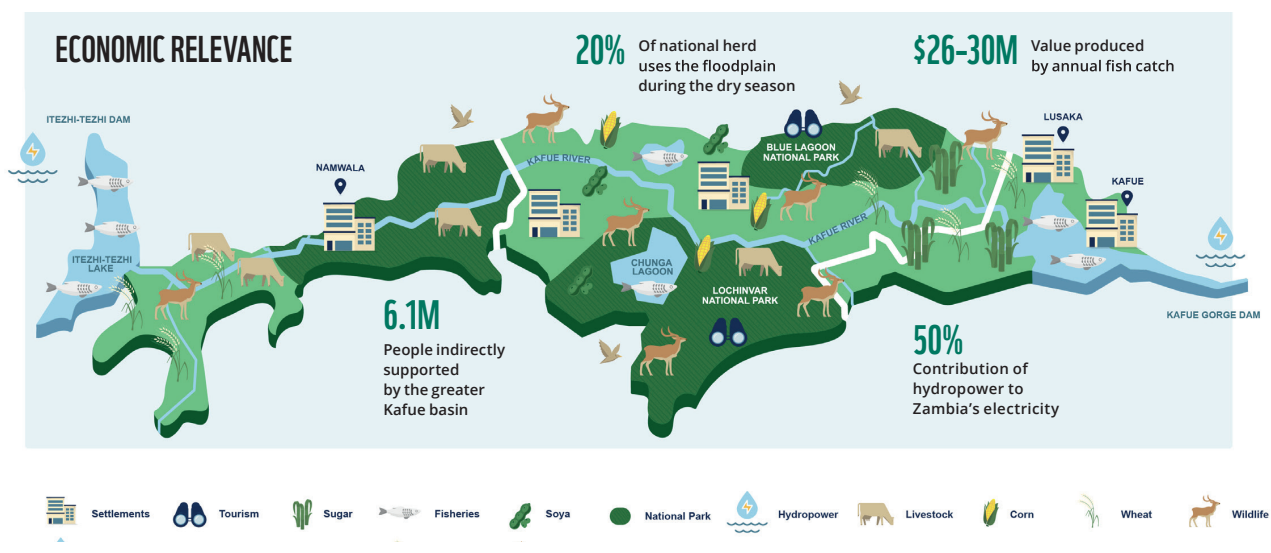 ECONOMIC RELEVANCE
20%
Of national herd
uses the floodplain
during the dry season
$26-30M
Value produced
by annual fish catch
ITEZHI-TEZHI DAM
LUSAKA
BLUE LAGOON
NATIONAL PARK
KAFUE RIVER
NAMWALA
KAFUE
KAFUE RIVER
ITEZHI-TEZHI
LAKE
CHUNGA
LAGOON
LOCHINVAR
NATIONAL PARK
KAFUE GORGE DAM
6.1M
People indirectly
supported
by the greater
Kafue basin
50%
Contribution of
hydropower to
Zambia's electricity
Settlements
Tourism
Sugar
Fisheries
Soya
National Park
Hydropower
Livestock
Corn
Wheat
Wildlife